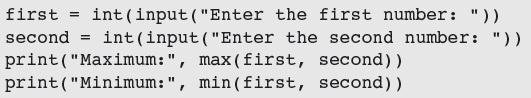 first = int(input("Enter the first number: "))
second = int(input("Enter the second number: "))
print("Maximum:", max(first, second))
print("Minimum:", min(first, second))